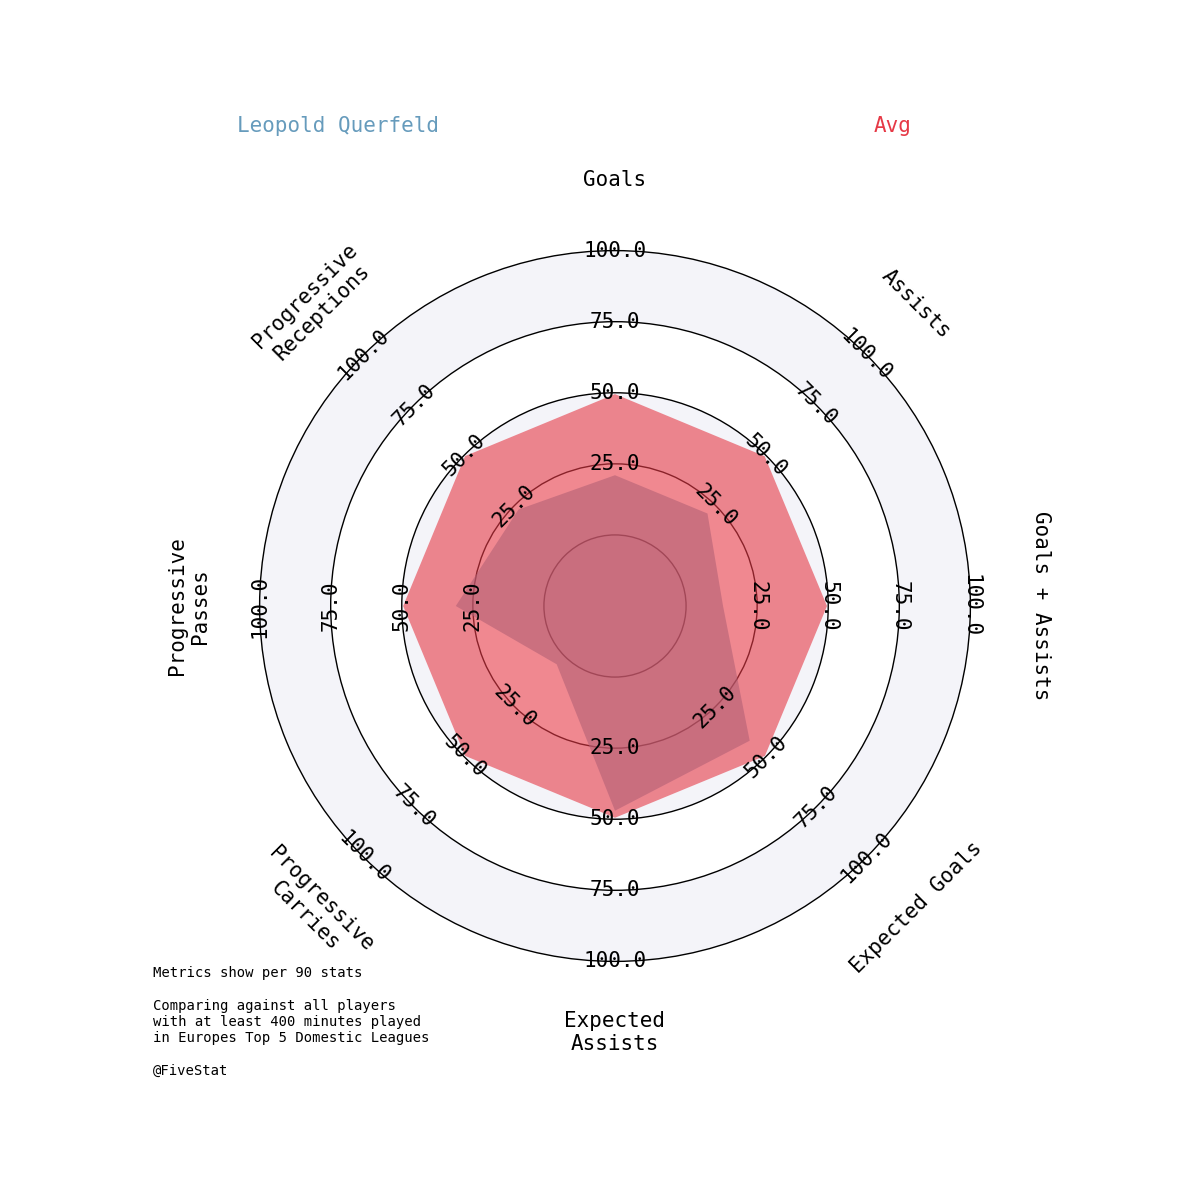 Leopold Querfeld
Avg
Goals
Assists
Goals + Assists
Expected Goals
Expected
Assists
Progressive
Carries
Progressive
Passes
Progressive
Receptions
25.0
50.0
75.0
100.0
25.0
50.0
75.0
100.0
25.0
50.0
75.0
100.0
25.0
50.0
75.0
100.0
25.0
50.0
75.0
100.0
25.0
50.0
75.0
100.0
25.0
50.0
75.0
100.0
25.0
50.0
75.0
100.0
Metrics show per 90 stats
Comparing against all players
with at least 400 minutes played
in Europes Top 5 Domestic Leagues
@FiveStat